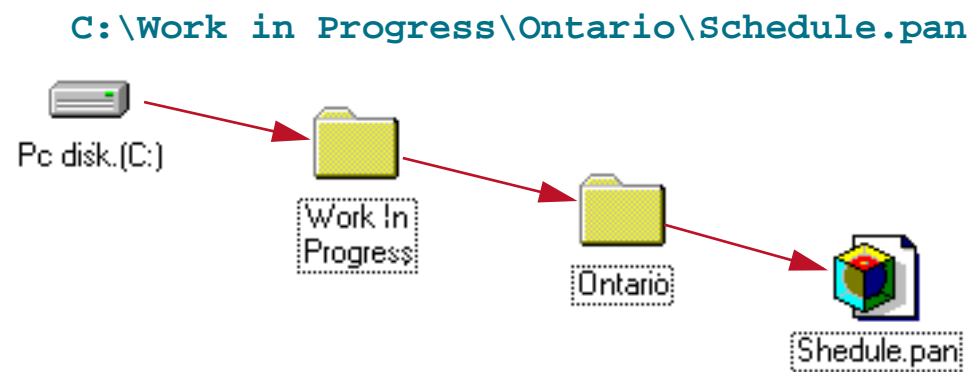 C:\Work in Progress\Ontario\Schedule.pan
Pc disk.(C:)
Work In
Progress
Ontario
Shedule.pan